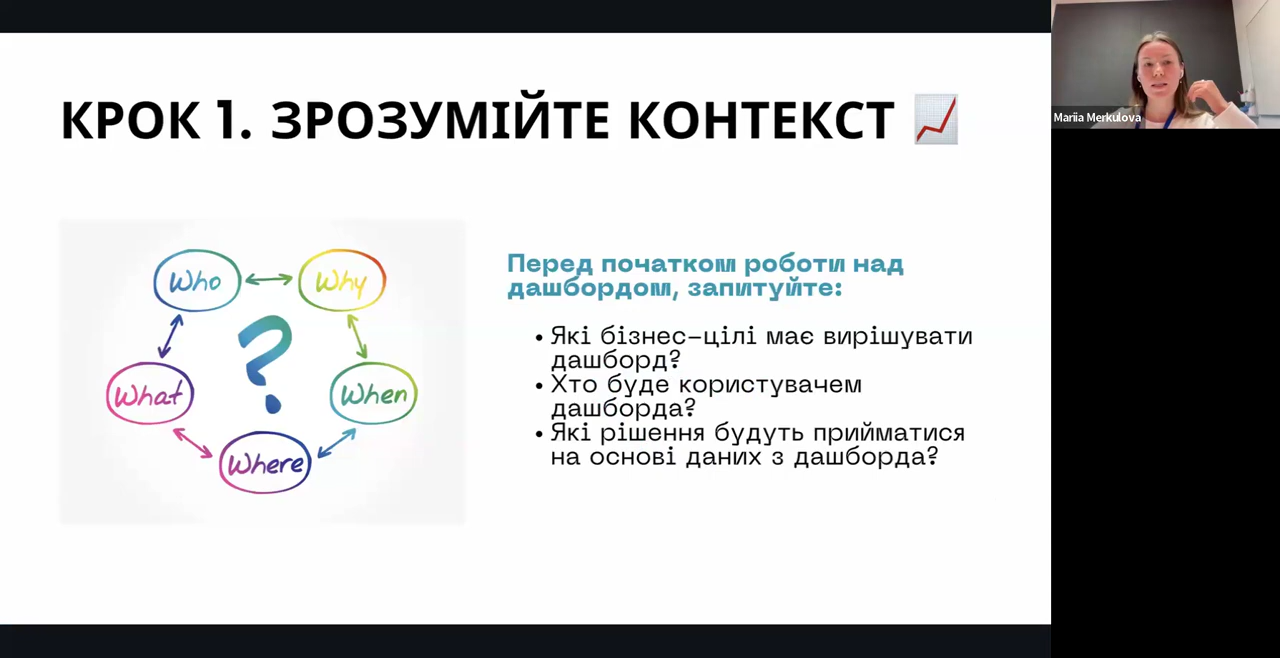 КРОК 1. ЗРОЗУМІЙТЕ КОНТЕКСТ
Mariia Merkulova
Who
Why
?
What
When
Where
Перед початком роботи над
дашбордом, запитуйте:
• Які бізнес-цілі має вирішувати
дашборд?
• Хто буде користувачем
дашборда?
• Які рішення будуть прийматися
на основі даних з дашборда?